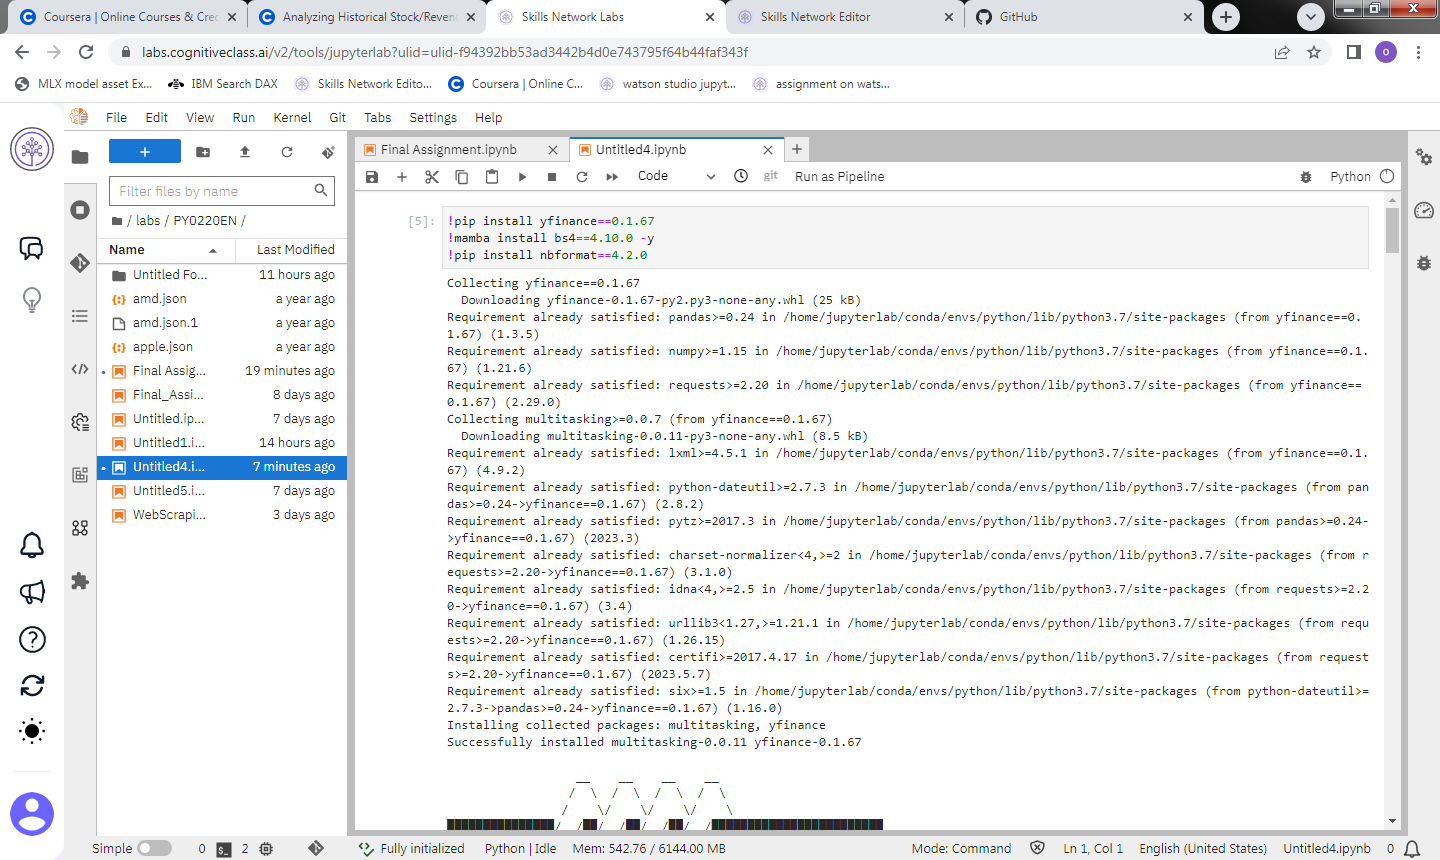 Coursera | Online Courses & Cred
Analyzing Historical Stock/Reven
Skills Network Labs
Skills Network Editor
GitHub
labs.cognitiveclass.ai/v2/tools/jupyterlab?ulid=ulid-f94392bb53ad3442b4d0e743795f64b44faf343f
o
MLX model asset Ex...
IBM Search DAX
Skills Network Edito...
Coursera | Online C...
watson studio jupyt...
assignment on wats...
File Edit View Run Kernel Git Tabs Settings Help
Final Assignment.ipynb
Untitled4.ipynb
Code
git
Run as Pipeline
Python
Filter files by name
/ labs / PY0220EN /
Name Last Modified
Untitled Fo... 11 hours ago
amd.json a year ago
amd.json.1 a year ago
apple.json a year ago
Final Assig... 19 minutes ago
Final_Assi... 8 days ago
Untitled.ip... 7 days ago
Untitled1.i... 14 hours ago
Untitled4.i... 7 minutes ago
Untitled5.i... 7 days ago
WebScrapi... 3 days ago
[5]:
!pip install yfinance==0.1.67
!mamba install bs4==4.10.0 -y
!pip install nbformat==4.2.0
Collecting yfinance==0.1.67
Downloading yfinance-0.1.67-py2.py3-none-any.whl (25 kB)
Requirement already satisfied: pandas>=0.24 in /home/jupyterlab/conda/envs/python/lib/python3.7/site-packages (from yfinance==0.
1.67) (1.3.5)
Requirement already satisfied: numpy>=1.15 in /home/jupyterlab/conda/envs/python/lib/python3.7/site-packages (from yfinance==0.1.
67) (1.21.6)
Requirement already satisfied: requests>=2.20 in /home/jupyterlab/conda/envs/python/lib/python3.7/site-packages (from yfinance==
0.1.67) (2.29.0)
Collecting multitasking>=0.0.7 (from yfinance==0.1.67)
Downloading multitasking-0.0.11-py3-none-any.whl (8.5 kB)
Requirement already satisfied: lxml>=4.5.1 in /home/jupyterlab/conda/envs/python/lib/python3.7/site-packages (from yfinance==0.1.
67) (4.9.2)
Requirement already satisfied: python-dateutil>=2.7.3 in /home/jupyterlab/conda/envs/python/lib/python3.7/site-packages (from pan
das>=0.24->yfinance==0.1.67) (2.8.2)
Requirement already satisfied: pytz>=2017.3 in /home/jupyterlab/conda/envs/python/lib/python3.7/site-packages (from pandas>=0.24-
>yfinance==0.1.67) (2023.3)
Requirement already satisfied: charset-normalizer<4,>=2 in /home/jupyterlab/conda/envs/python/lib/python3.7/site-packages (from r
equests>=2.20->yfinance==0.1.67) (3.1.0)
Requirement already satisfied: idna<4,>=2.5 in /home/jupyterlab/conda/envs/python/lib/python3.7/site-packages (from requests>=2.2
0->yfinance==0.1.67) (3.4)
Requirement already satisfied: urllib3<1.27,>=1.21.1 in /home/jupyterlab/conda/envs/python/lib/python3.7/site-packages (from requ
ests>=2.20->yfinance==0.1.67) (1.26.15)
Requirement already satisfied: certifi>=2017.4.17 in /home/jupyterlab/conda/envs/python/lib/python3.7/site-packages (from request
s>=2.20->yfinance==0.1.67) (2023.5.7)
Requirement already satisfied: six>=1.5 in /home/jupyterlab/conda/envs/python/lib/python3.7/site-packages (from python-dateutil>=
2.7.3->pandas>=0.24->yfinance==0.1.67) (1.16.0)
Installing collected packages: multitasking, yfinance
Successfully installed multitasking-0.0.11 yfinance-0.1.67
Simple 0 2 Fully initialized Python | Idle Mem: 542.76 / 6144.00 MB Mode: Command Ln 1, Col 1 English (United States) Untitled4.ipynb 0